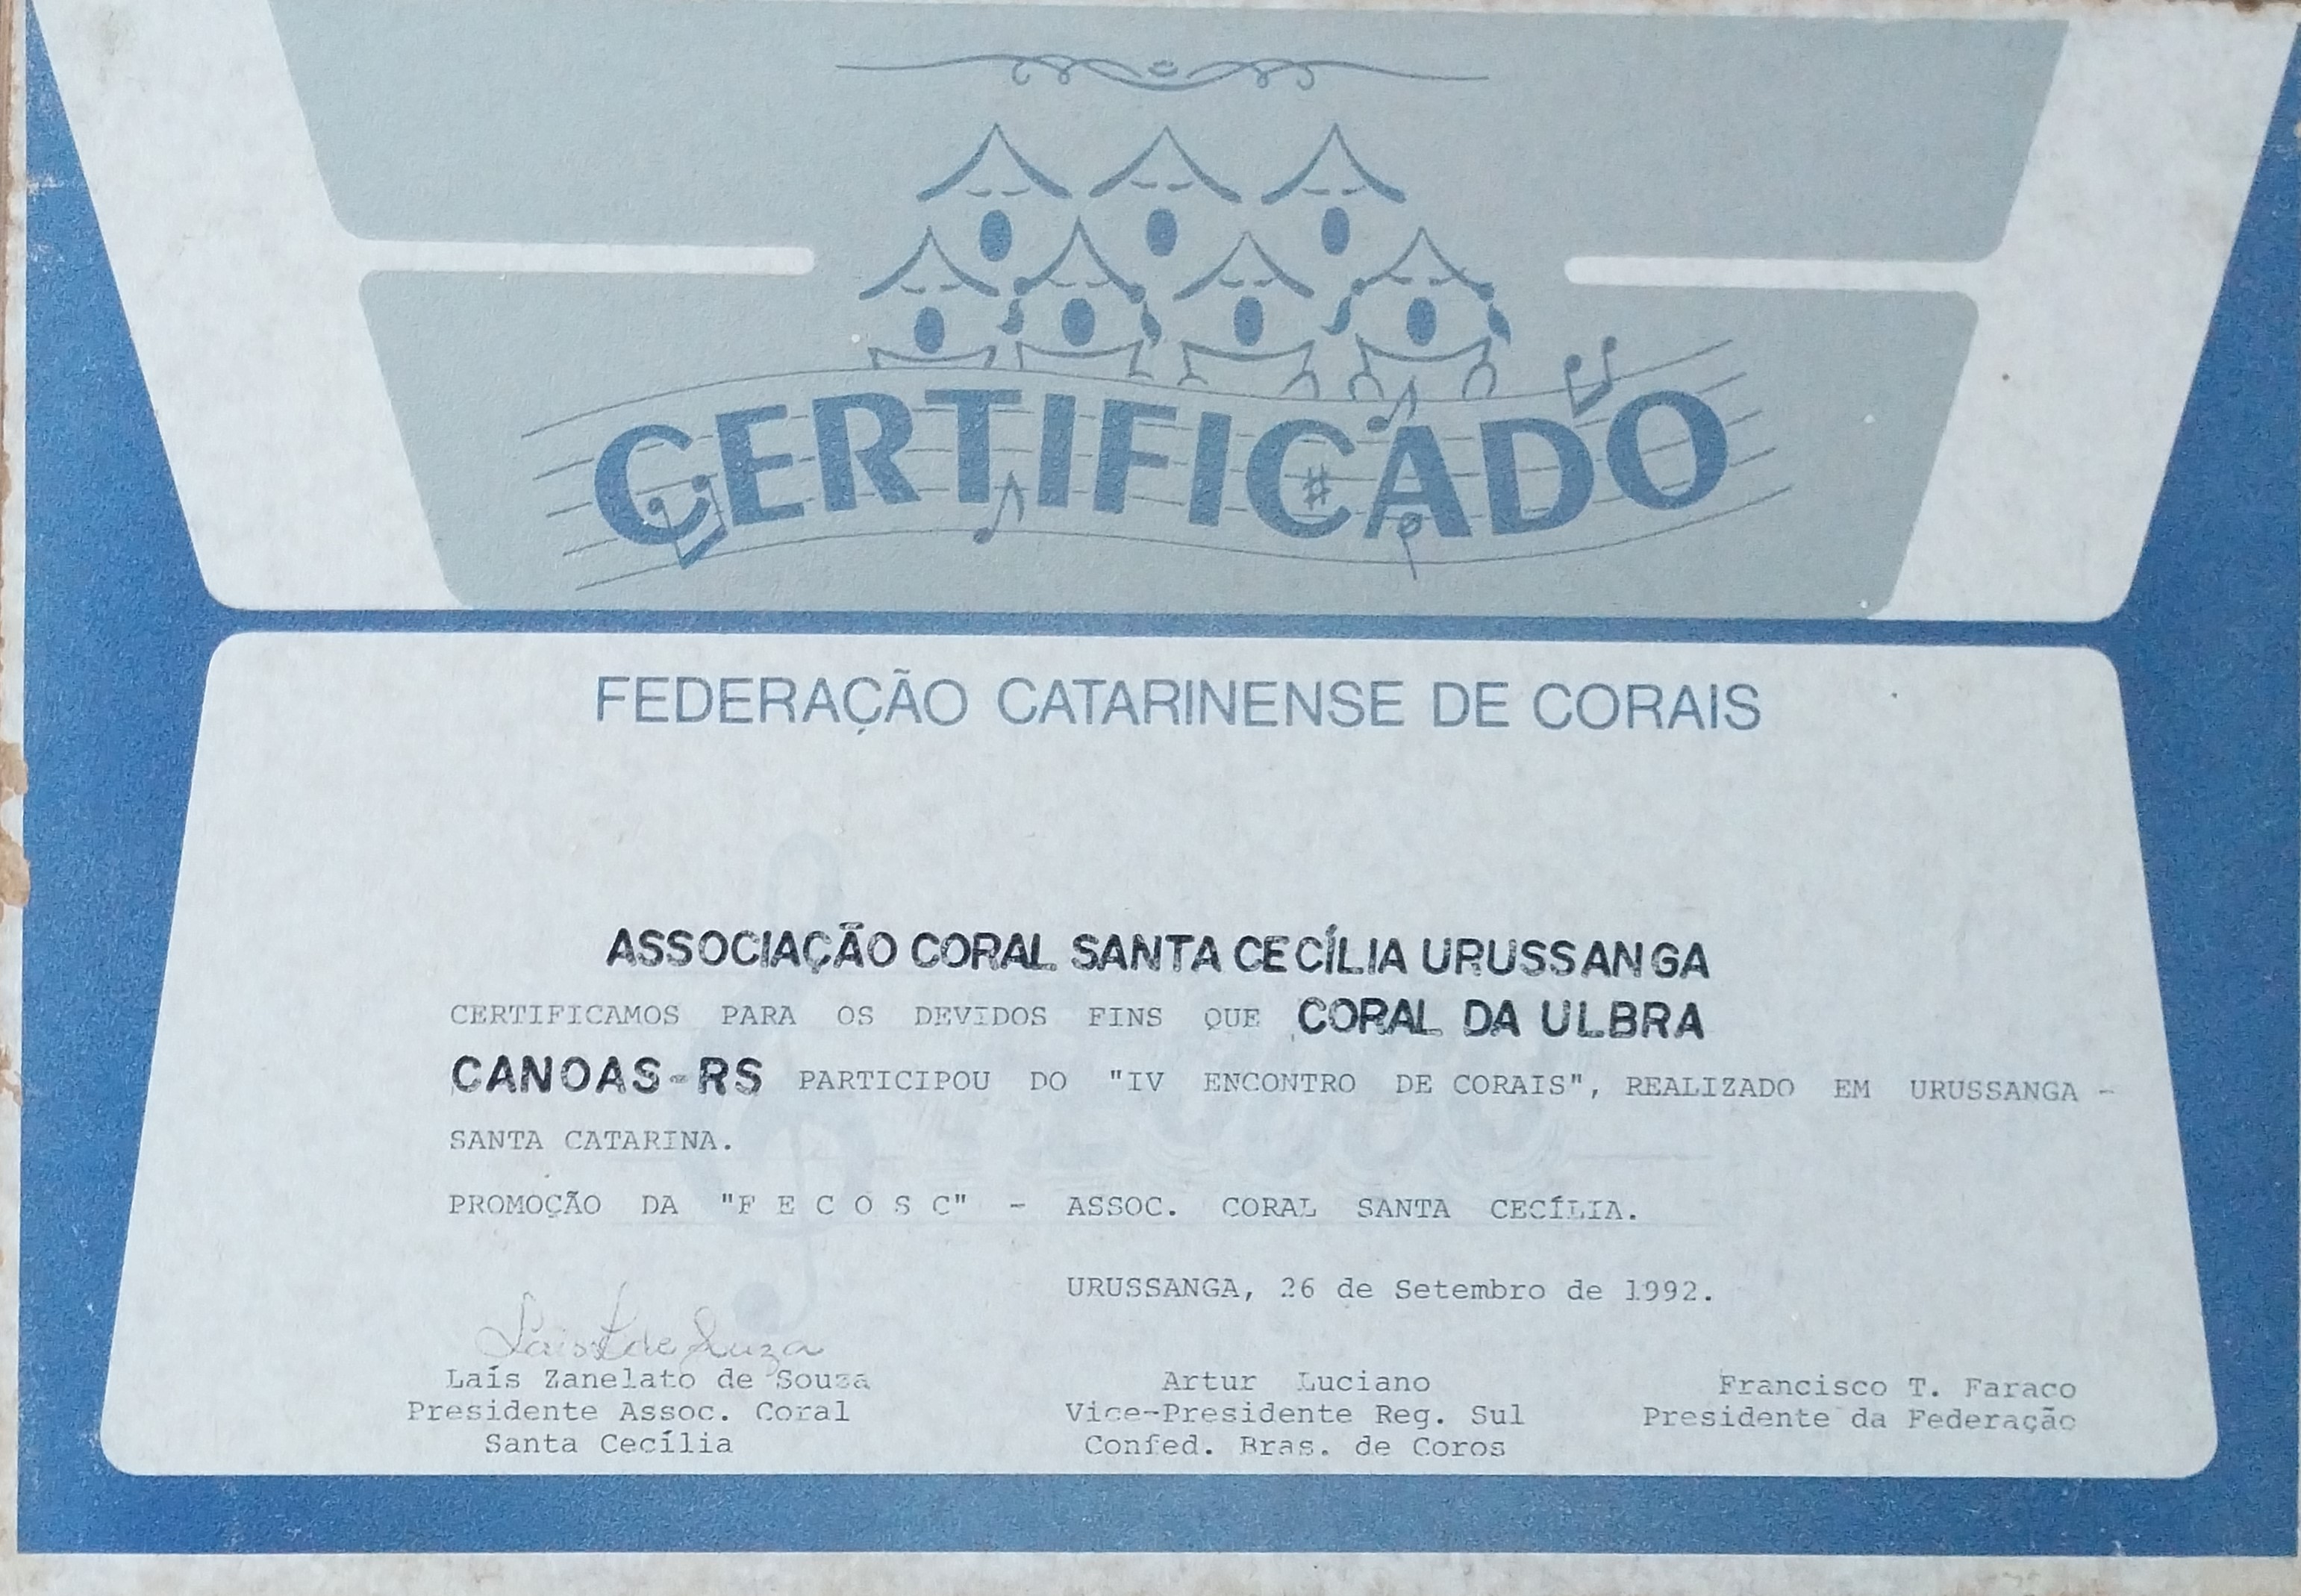 CERTIFICADO
FEDERAÇÃO CATARINENSE DE CORAIS
ASSOCIAÇÃO CORAL SANTA CECÍLIA URUSSANGA
CERTIFICAMOS PARA OS DEVIDOS FINS QUE CORAL DA ULBRA
CANOAS-RS PARTICIPOU DO "IV ENCONTRO DE CORAIS", REALIZADO EM URUSSANGA -
SANTA CATARINA.
PROMOÇÃO DA "F E C O S C" - ASSOC. CORAL SANTA CECÍLIA.
URUSSANGA, 26 de Setembro de 1992.
Laís Z de Souza
Laís Zanelato de Souza
Presidente Assoc. Coral
Santa Cecília
Artur Luciano
Vice-Presidente Reg. Sul
Confed. Bras. de Coros
Francisco T. Faraco
Presidente da Federação